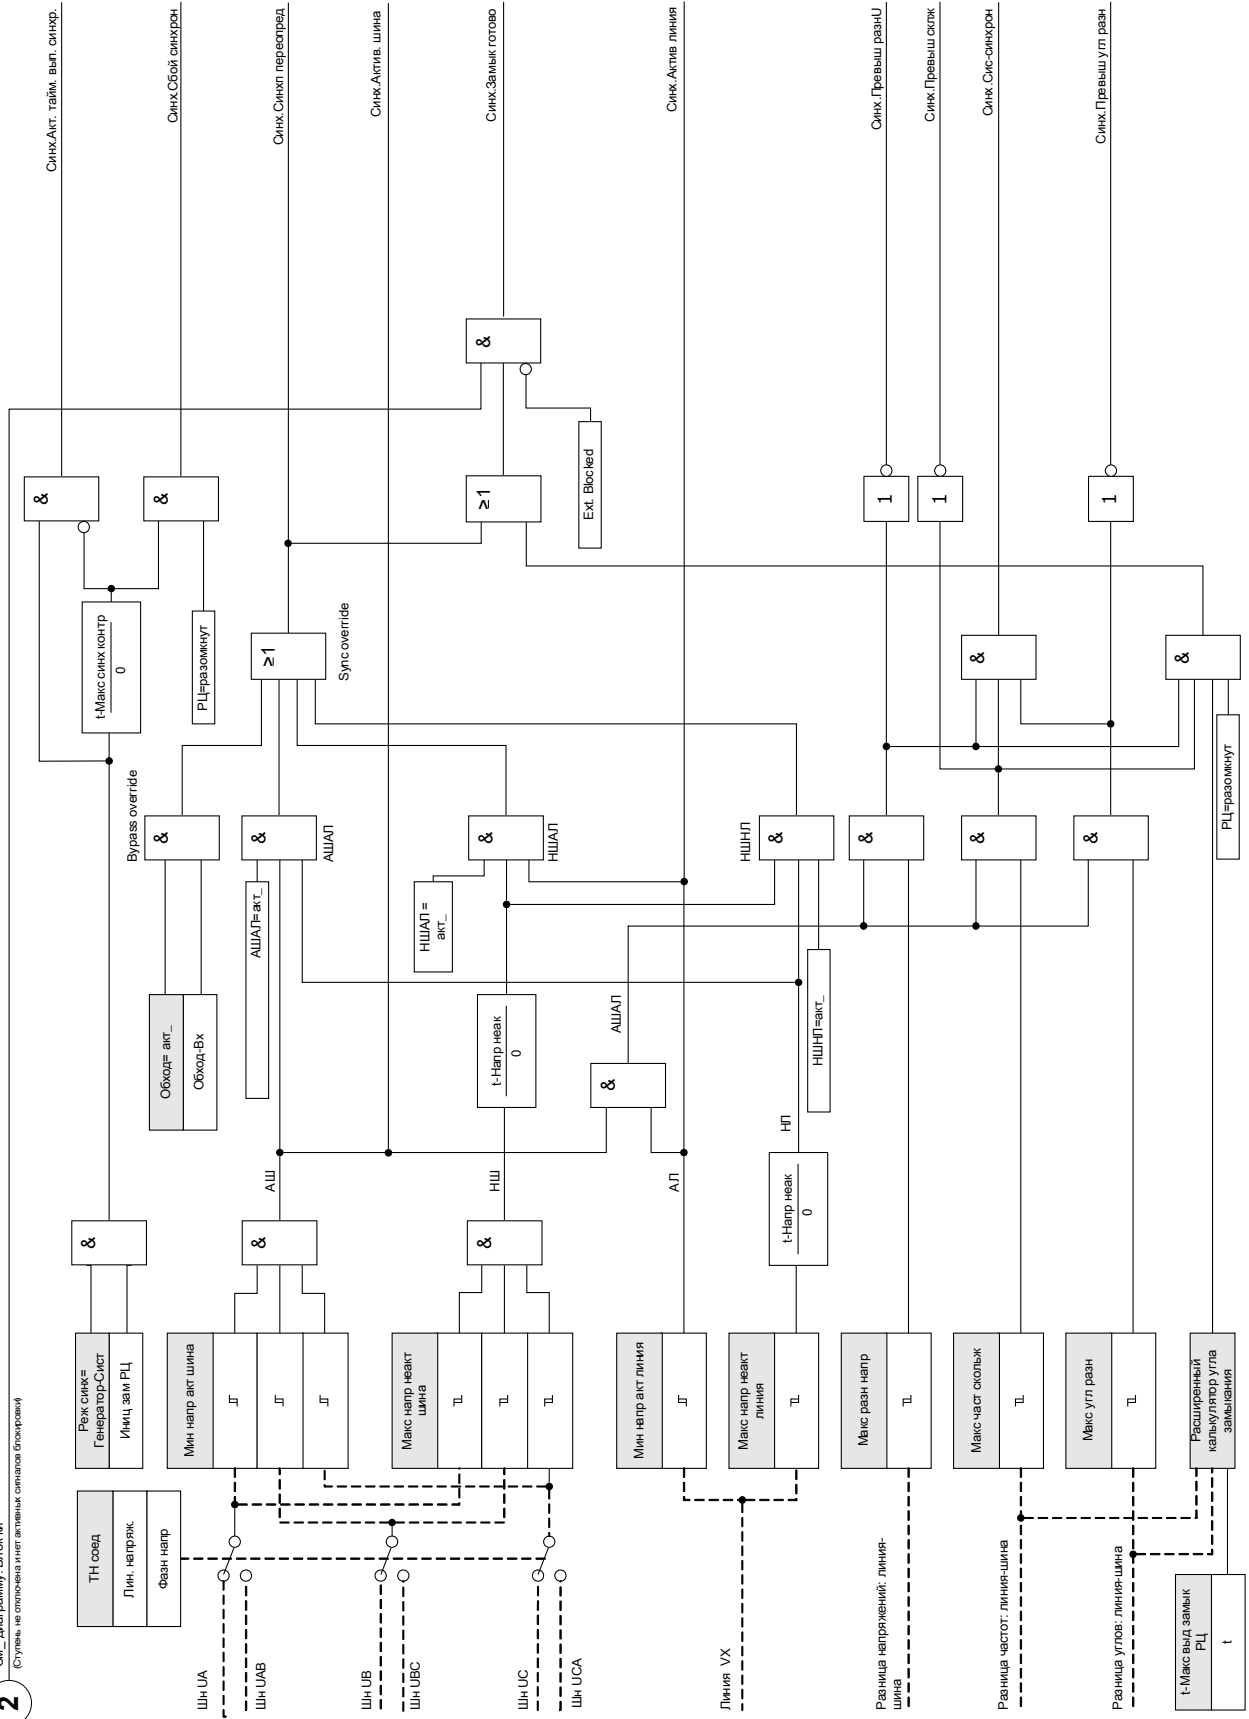 2
См_ диаграмму: Блок-ки
(Ступень не отключена и нет активных сигналов блокировки)
ТН соед
Лин. напряж.
Фазн напр
Шн UA
Шн UAB
Шн UB
Шн UBC
Шн UC
Шн UCA
Линия VX
Разница напряжений: линия-
шина
Разница частот: линия-шина
Разница углов: линия-шина
t-Макс выд замык
РЦ
t
Реж синх=
Генератор-Сист
Иниц зам РЦ
Мин напр акт шина
Макс напр неакт
шина
Мин напр акт линия
Макс напр неакт
линия
Макс разн напр
Макс част скольж
Макс угл разн
Расширенный
калькулятор угла
замыкания
&
&
&
АШ
НШ
АЛ
НЛ
t-Напр неак
0
t-Напр неак
0
&
АШАЛ
Обход= акт_
Обход-Вх
АШАЛ=акт_
НШАЛ =
акт_
НШНЛ=акт_
Bypass override
&
&
АШАЛ
&
НШАЛ
НШНЛ
&
&
&
&
РЦ=разомкнут
t-Макс синх контр
0
РЦ=разомкнут
≥1
Sync override
&
&
&
&
≥1
Ext. Blocked
1
1
1
&
Синх.Акт. тайм. вып. синхр.
Синх.Сбой синхрон
Синх.Синхп переопред
Синх.Актив. шина
Синх.Замык готово
Синх.Актив линия
Синх.Превыш разнU
Синх.Превыш склж
Синх.Сис-синхрон
Синх.Превыш угл разн